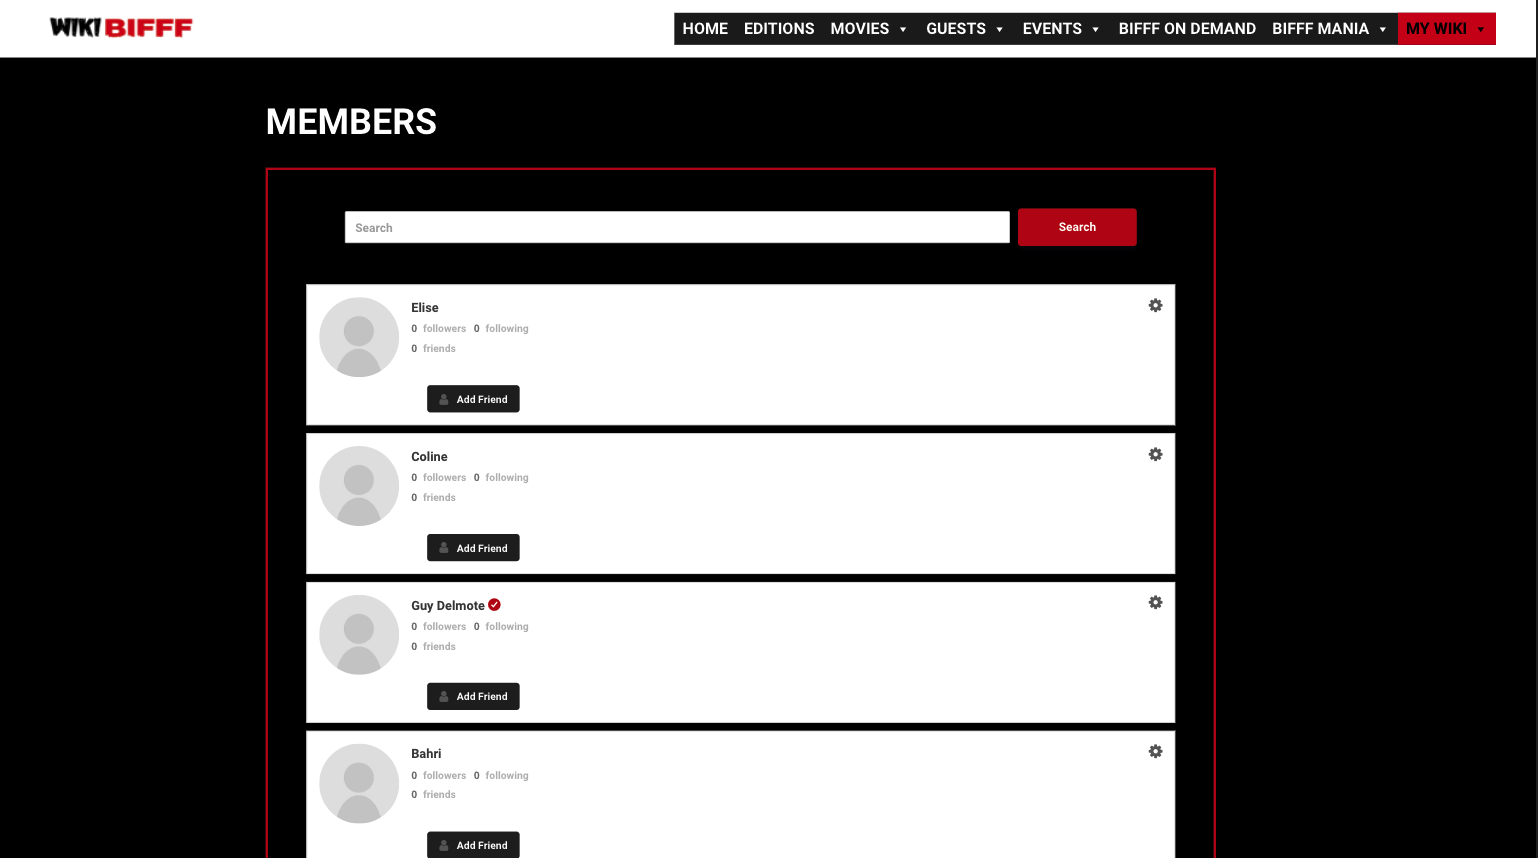 WIKI BIFFF
HOME EDITIONS MOVIES GUESTS EVENTS BIFFF ON DEMAND BIFFF MANIA MY WIKI
MEMBERS
Search Search
Elise
0 followers 0 following
0 friends
Add Friend
Coline
0 followers 0 following
0 friends
Add Friend
Guy Delmote
0 followers 0 following
0 friends
Add Friend
Bahri
0 followers 0 following
0 friends
Add Friend